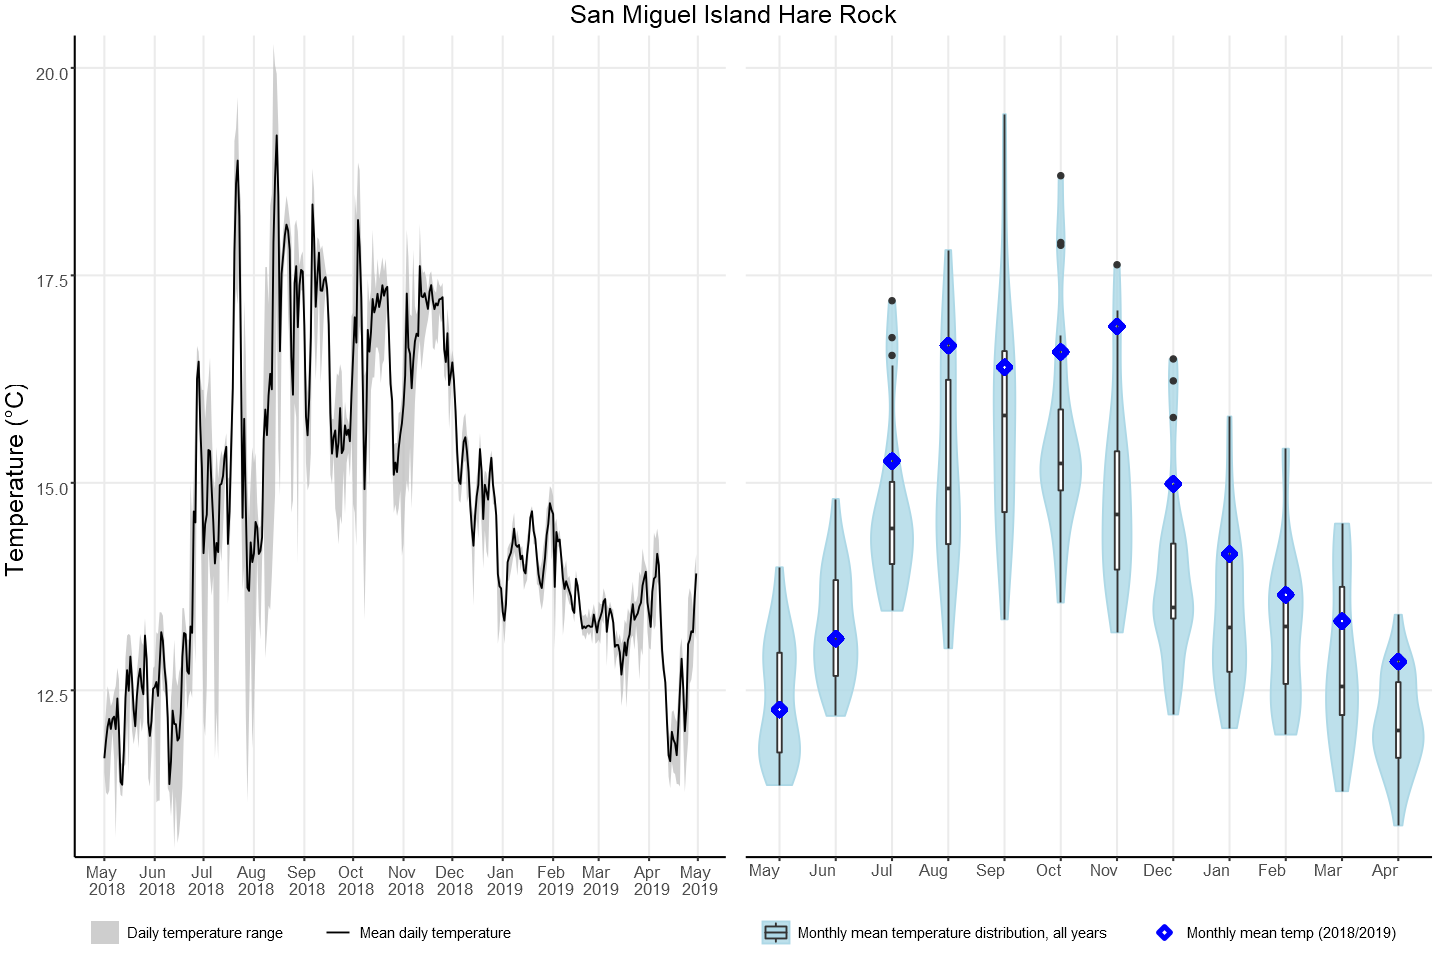 San Miguel Island Hare Rock
Temperature (°C)
20.0
17.5
15.0
12.5
May Jun Jul Aug Sep Oct Nov Dec Jan Feb Mar Apr May
2018 2018 2018 2018 2018 2018 2018 2018 2019 2019 2019 2019 2019
May Jun Jul Aug Sep Oct Nov Dec Jan Feb Mar Apr
Daily temperature range
Mean daily temperature
Monthly mean temperature distribution, all years
Monthly mean temp (2018/2019)